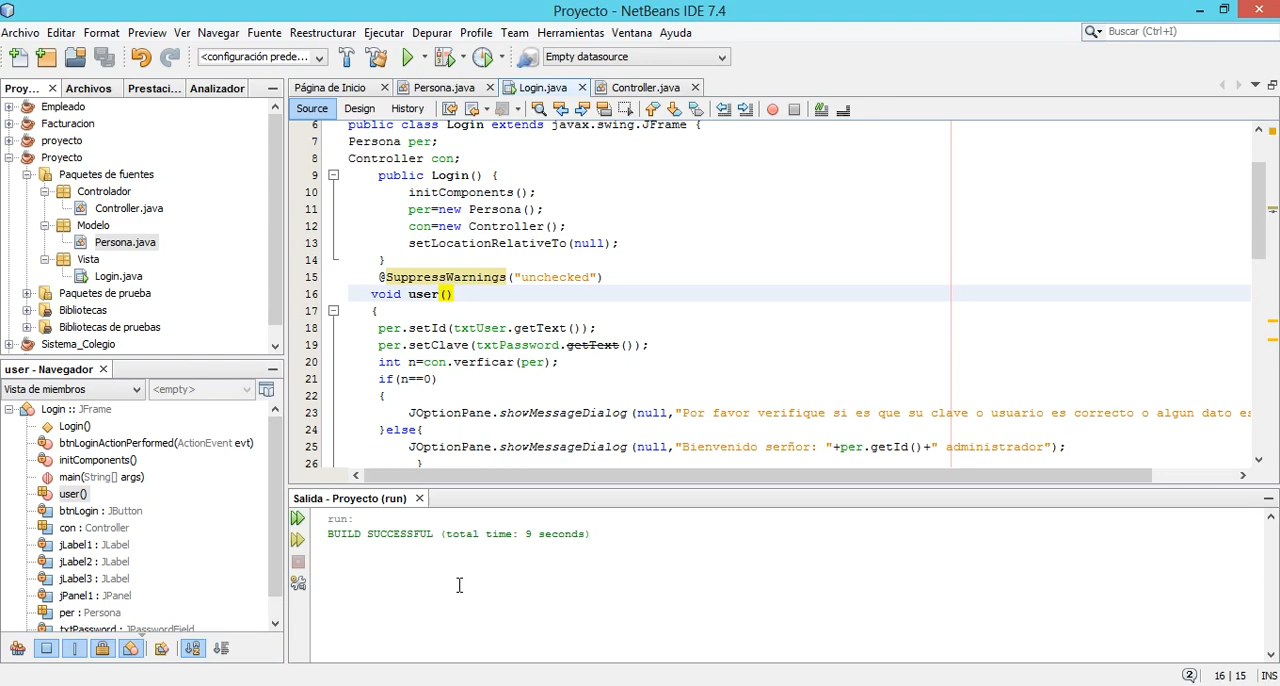 Proyecto - NetBeans IDE 7.4
Archivo Editar Format Preview Ver Navegar Fuente Reestructurar Ejecutar Depurar Profile Team Herramientas Ventana Ayuda
Buscar (Ctrl+I)
<configuración prede...
Empty datasource
Proy... Archivos Prestaci... Analizador
Página de Inicio Persona.java Login.java Controller.java
Source Design History
Empleado
Facturacion
proyecto
Proyecto
Paquetes de fuentes
Controlador
Controller.java
Modelo
Persona.java
Vista
Login.java
Paquetes de prueba
Bibliotecas
Bibliotecas de pruebas
Sistema_Colegio
6 public class Login extends javax.swing.JFrame {
7 Persona per;
8 Controller con;
9 public Login() {
10 initComponents();
11 per=new Persona();
12 con=new Controller();
13 setLocationRelativeTo(null);
14 }
15 @SuppressWarnings("unchecked")
16 void user()
17 {
18 per.setId(txtUser.getText());
19 per.setClave(txtPassword.getText());
20 int n=con.verficar(per);
21 if(n==0)
22 {
23 JOptionPane.showMessageDialog(null,"Por favor verifique si es que su clave o usuario es correcto o algun dato es
24 }else{
25 JOptionPane.showMessageDialog(null,"Bienvenido serñor: "+per.getId()+" administrador");
26 }
user - Navegador
Vista de miembros <empty>
Login :: JFrame
Login()
btnLoginActionPerformed(ActionEvent evt)
initComponents()
main(String[] args)
user()
btnLogin : JButton
con : Controller
jLabel1 : JLabel
jLabel2 : JLabel
jLabel3 : JLabel
jPanel1 : JPanel
per : Persona
txtPassword : JPasswordField
Salida - Proyecto (run)
run:
BUILD SUCCESSFUL (total time: 9 seconds)
2 16 | 15 INS